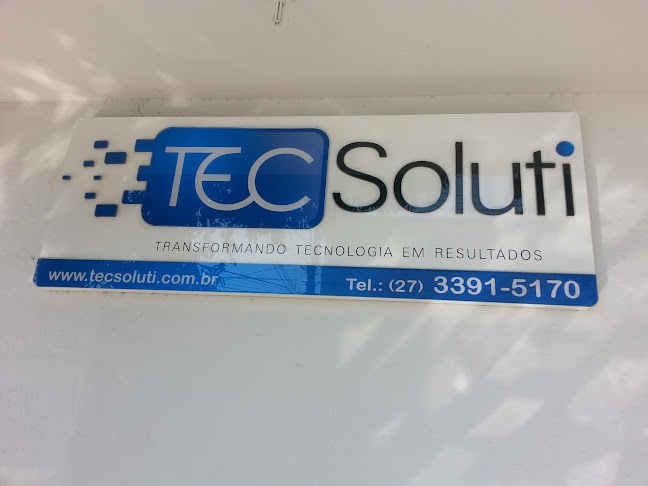 TEC Soluti
TRANSFORMANDO TECNOLOGIA EM RESULTADOS
www.tecsoluti.com.br Tel.: (27) 3391-5170